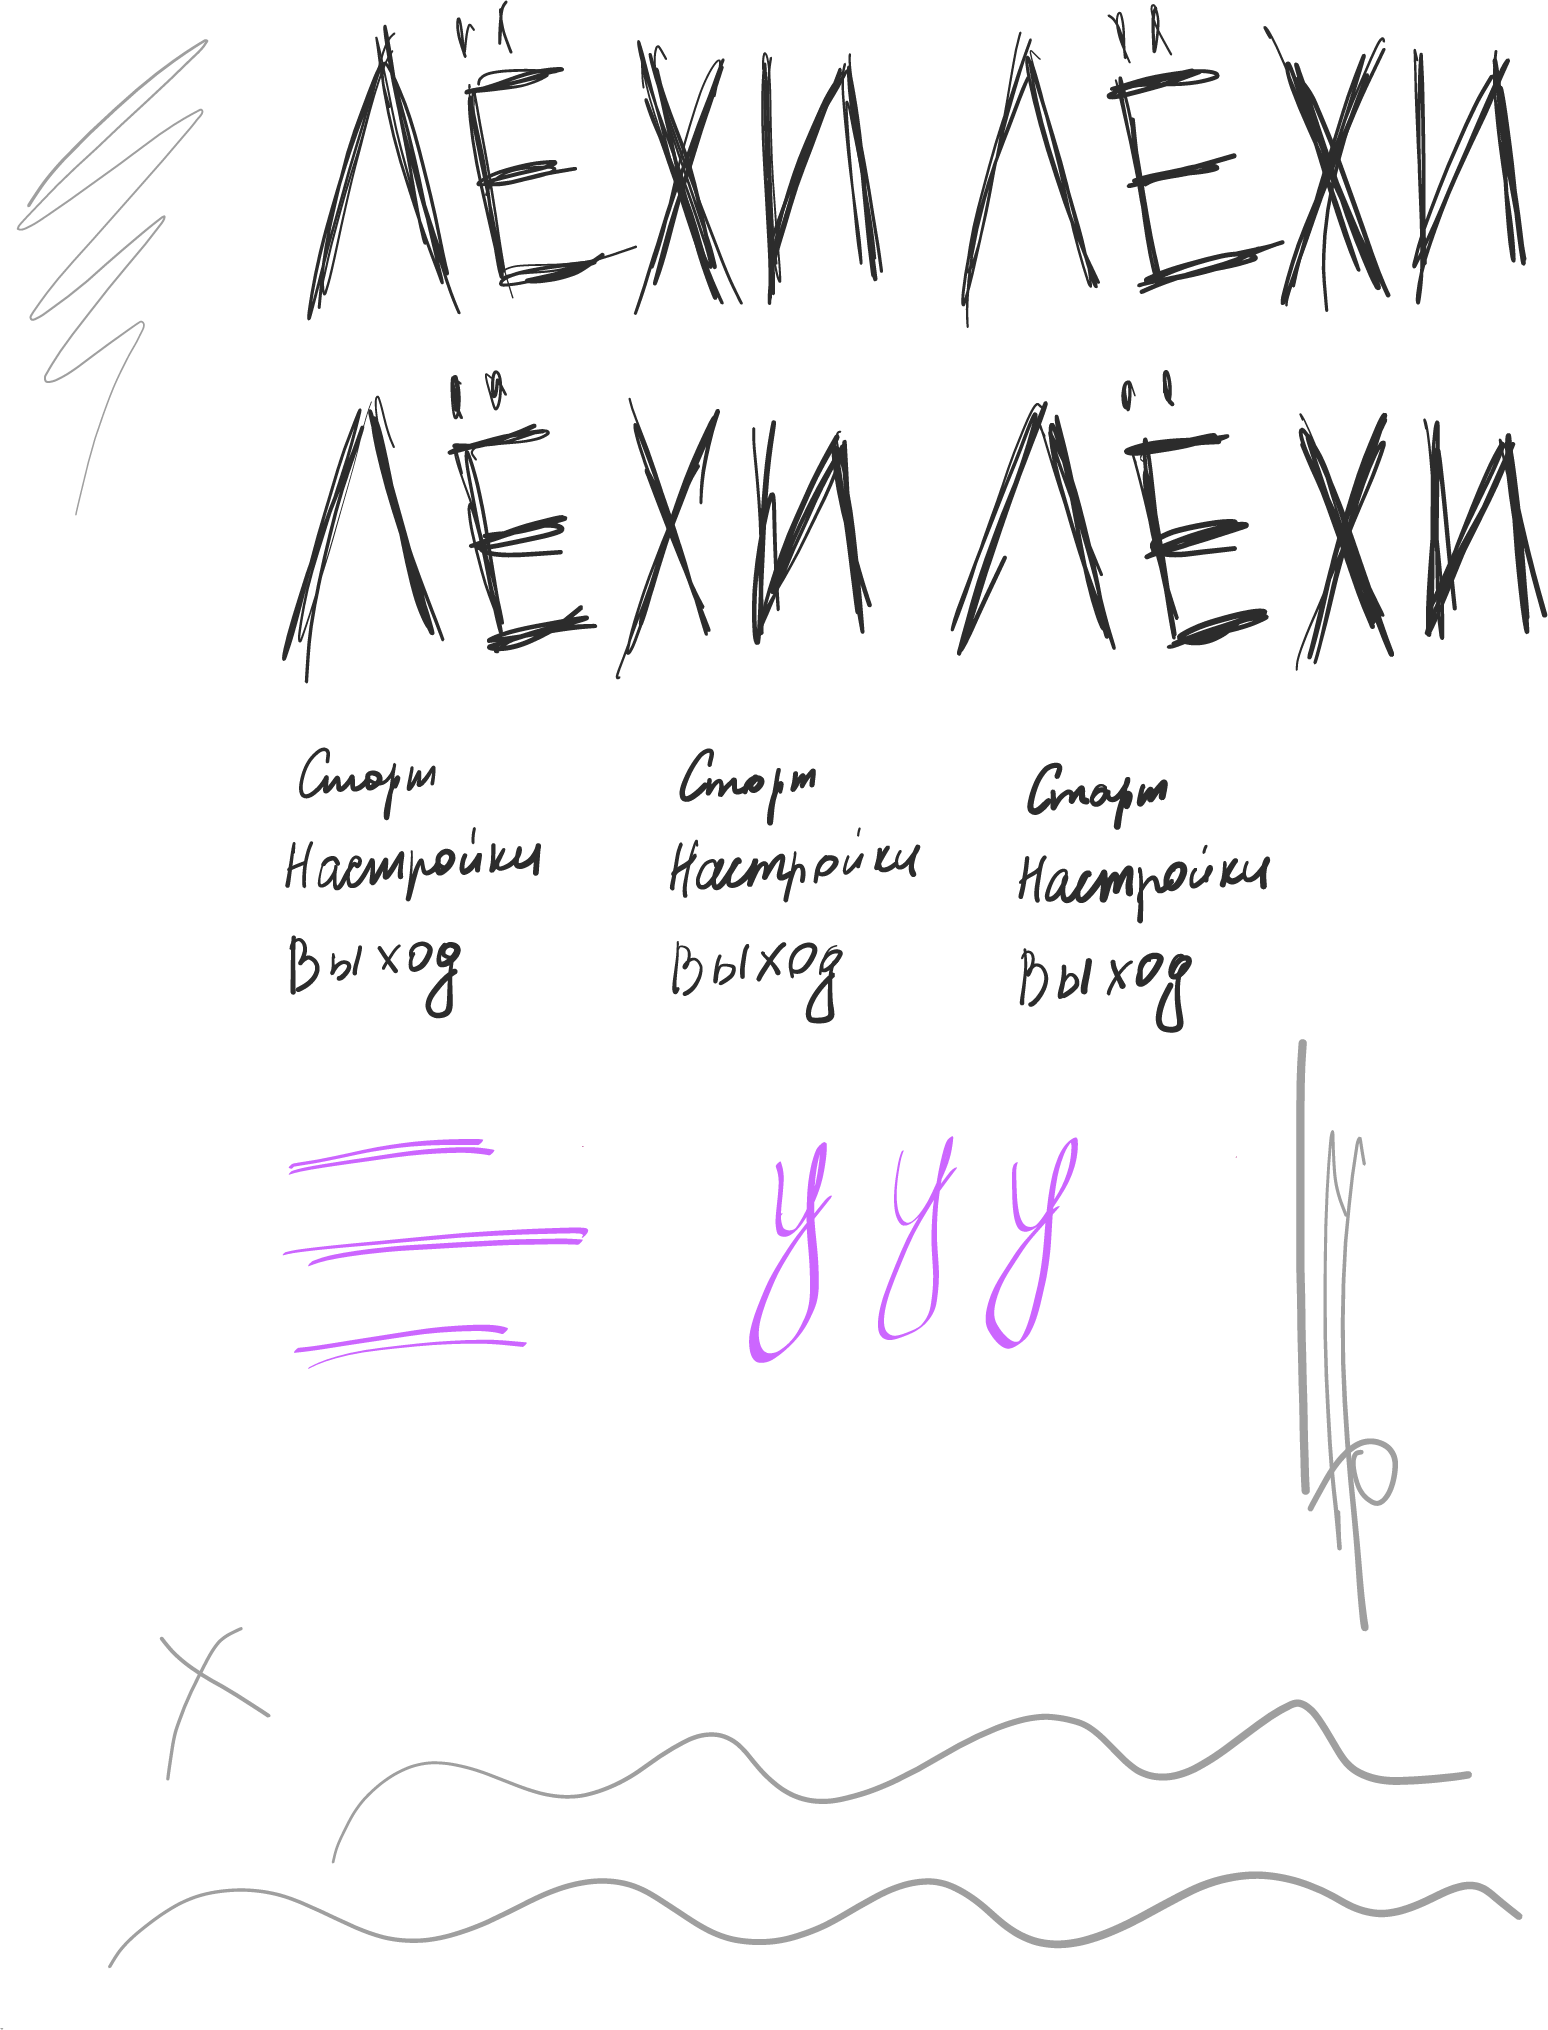 ЛЁХИ ЛЁХИ
ЛЁХИ ЛЁХИ
Старт Старт Старт
Настройки Настройки Настройки
Выход Выход Выход
у у у